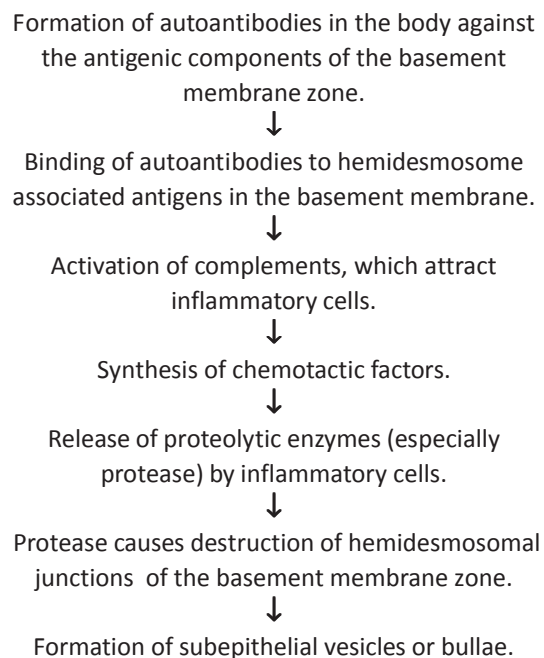 Formation of autoantibodies in the body against
the antigenic components of the basement
membrane zone.
↓
Binding of autoantibodies to hemidesmosome
associated antigens in the basement membrane.
↓
Activation of complements, which attract
inflammatory cells.
↓
Synthesis of chemotactic factors.
↓
Release of proteolytic enzymes (especially
protease) by inflammatory cells.
↓
Protease causes destruction of hemidesmosomal
junctions of the basement membrane zone.
↓
Formation of subepithelial vesicles or bullae.